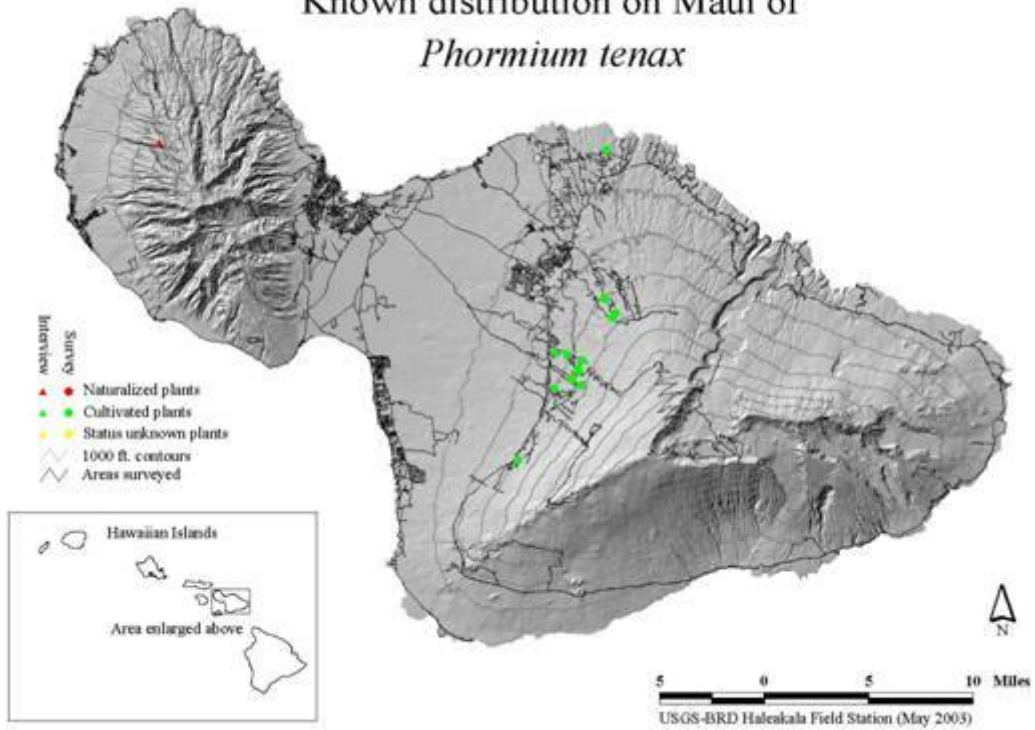 Known distribution on Maui of
Phormium tenax
Interview
Survey
Naturalized plants
Cultivated plants
Status unknown plants
1000 ft. contours
Areas surveyed
Hawaiian Islands
Area enlarged above
N
5 0 5 10 Miles
USGS-BRD Haleakala Field Station (May 2003)